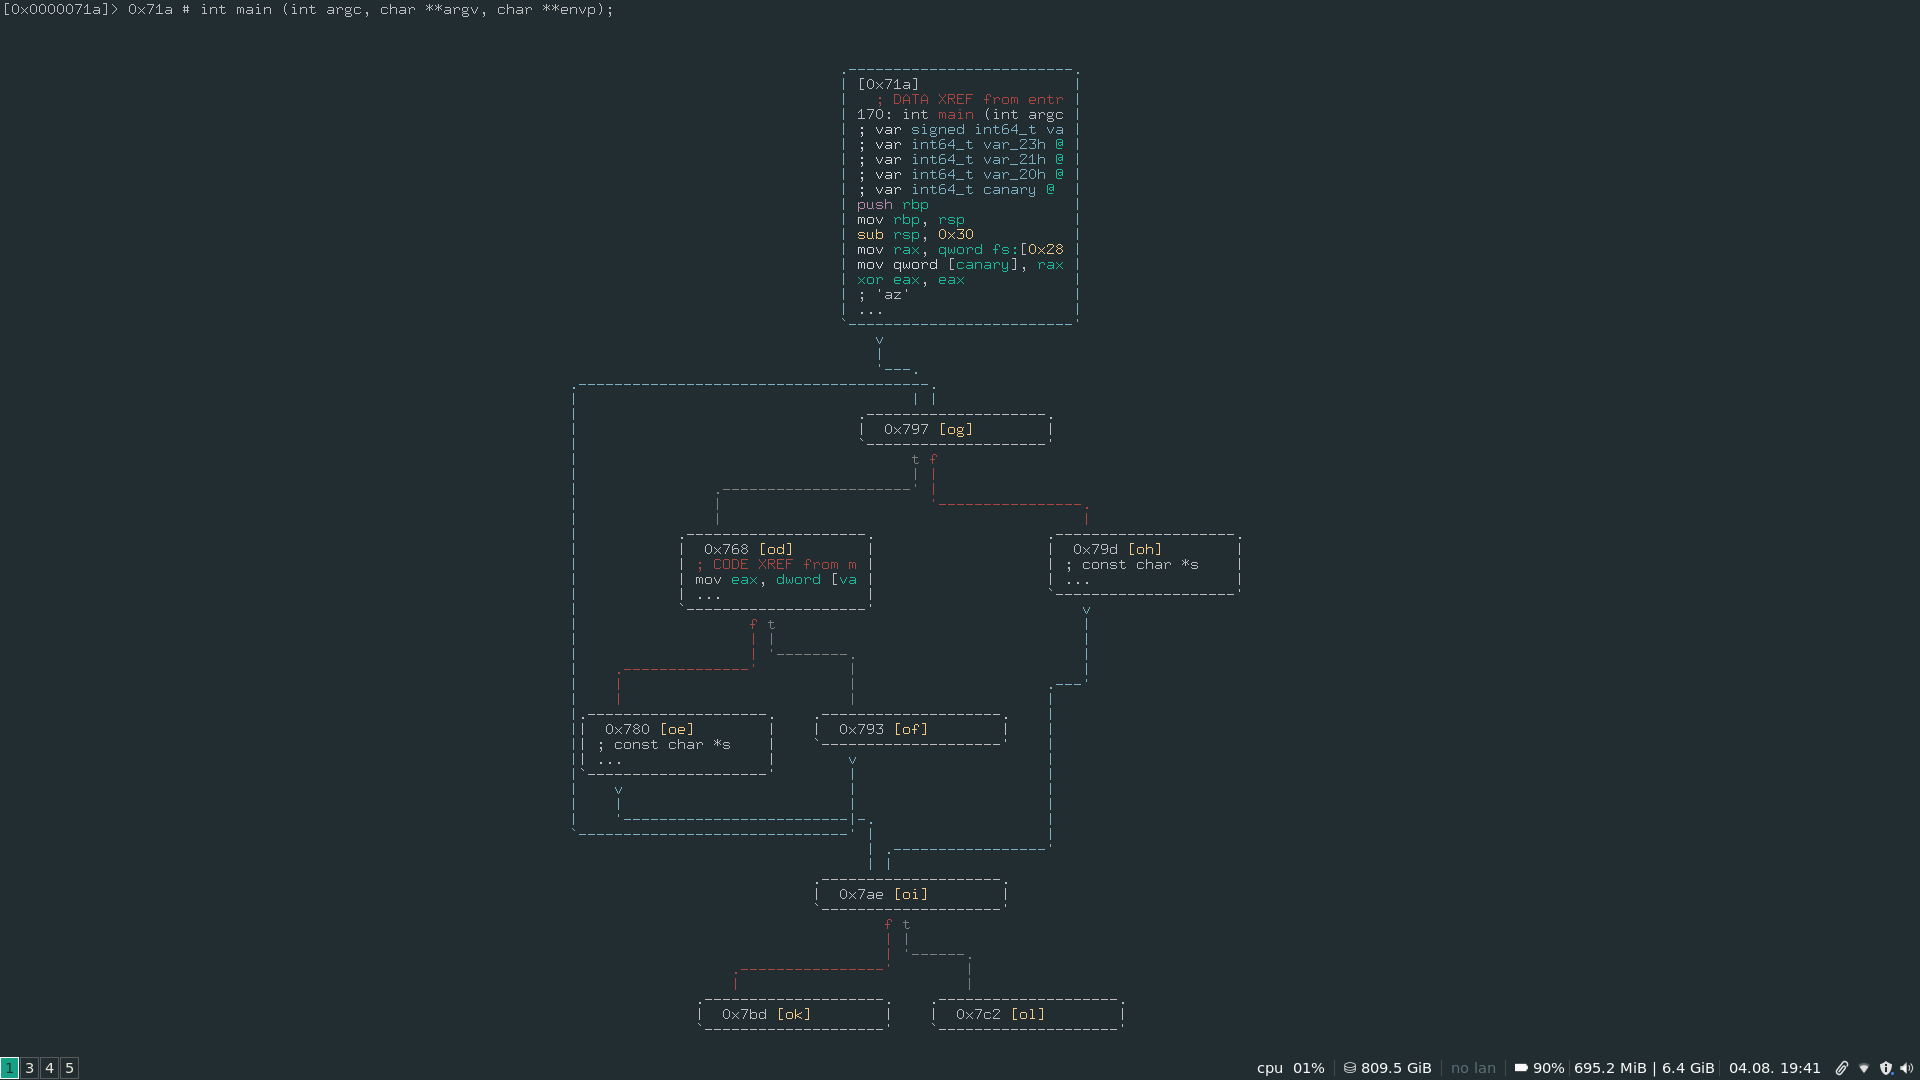 [0x0000071a]> 0x71a # int main (int argc, char **argv, char **envp);
[0x71a]
; DATA XREF from entr
170: int main (int argc
; var signed int64_t va
; var int64_t var_23h @
; var int64_t var_21h @
; var int64_t var_20h @
; var int64_t canary @
push rbp
mov rbp, rsp
sub rsp, 0x30
mov rax, qword fs:[0x28
mov qword [canary], rax
xor eax, eax
; 'az'
...
v
0x797 [og]
t f
0x768 [od]
; CODE XREF from m
mov eax, dword [va
...
0x79d [oh]
; const char *s
...
v
f t
0x780 [oe]
; const char *s
...
v
0x793 [of]
v
0x7ae [oi]
f t
0x7bd [ok]
0x7c2 [ol]
1 3 4 5
cpu 01% 809.5 GiB no lan 90% 695.2 MiB | 6.4 GiB 04.08. 19:41